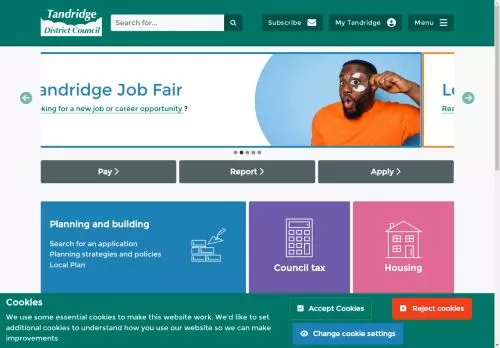 Tandridge
District Council
Search for...
Subscribe
My Tandridge
Menu
andridge Job Fair
oking for a new job or career opportunity ?
Le
Rea
Pay
Report
Apply
Planning and building
Search for an application
Planning strategies and policies
Local Plan
Council tax
Housing
Cookies
We use some essential cookies to make this website work. We'd like to set
additional cookies to understand how you use our website so we can make
improvements
Accept Cookies
Reject cookies
Change cookie settings